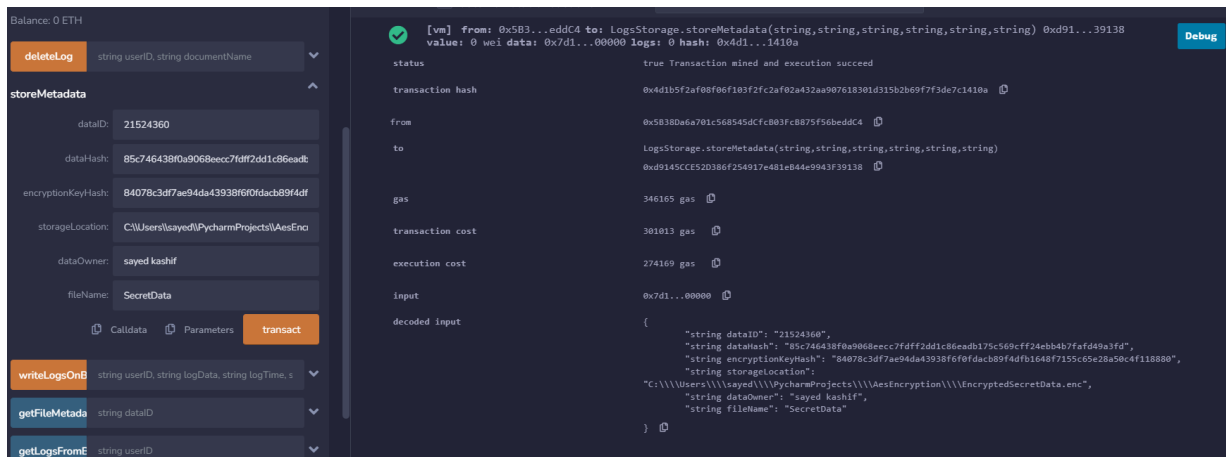 Balance: 0 ETH
deleteLog string userID, string documentName
storeMetadata
dataID: 21524360
dataHash: 85c746438f0a9068eecc7fdff2dd1c86eadb
encryptionKeyHash: 84078c3df7ae94da43938f6f0fdacb89f4df
storageLocation: C:\\Users\\sayed\\PycharmProjects\\AesEncr
dataOwner: sayed kashif
fileName: SecretData
Calldata Parameters transact
writeLogsOnB string userID, string logData, string logTime, s
getFileMetada string dataID
getLogsFromE string userID
[vm] from: 0x5B3...eddC4 to: LogsStorage.storeMetadata(string,string,string,string,string,string) 0xd91...39138
value: 0 wei data: 0x7d1...00000 logs: 0 hash: 0x4d1...1410a
Debug
status true Transaction mined and execution succeed
transaction hash 0x4d1b5f2af08f06f103f2fc2af02a432aa907618301d315b2b69f7f3de7c1410a
from 0x5B38Da6a701c568545dCfcB03FcB875f56beddC4
to LogsStorage.storeMetadata(string,string,string,string,string,string)
0xd9145CCE52D386f254917e481eB44e9943F39138
gas 346165 gas
transaction cost 301013 gas
execution cost 274169 gas
input 0x7d1...00000
decoded input {
"string dataID": "21524360",
"string dataHash": "85c746438f0a9068eecc7fdff2dd1c86eadb175c569cff24ebb4b7fafd49a3fd",
"string encryptionKeyHash": "84078c3df7ae94da43938f6f0fdacb89f4dfb1648f7155c65e28a50c4f118880",
"string storageLocation":
"C:\\\\Users\\\\sayed\\\\PycharmProjects\\\\AesEncryption\\\\EncryptedSecretData.enc",
"string dataOwner": "sayed kashif",
"string fileName": "SecretData"
}